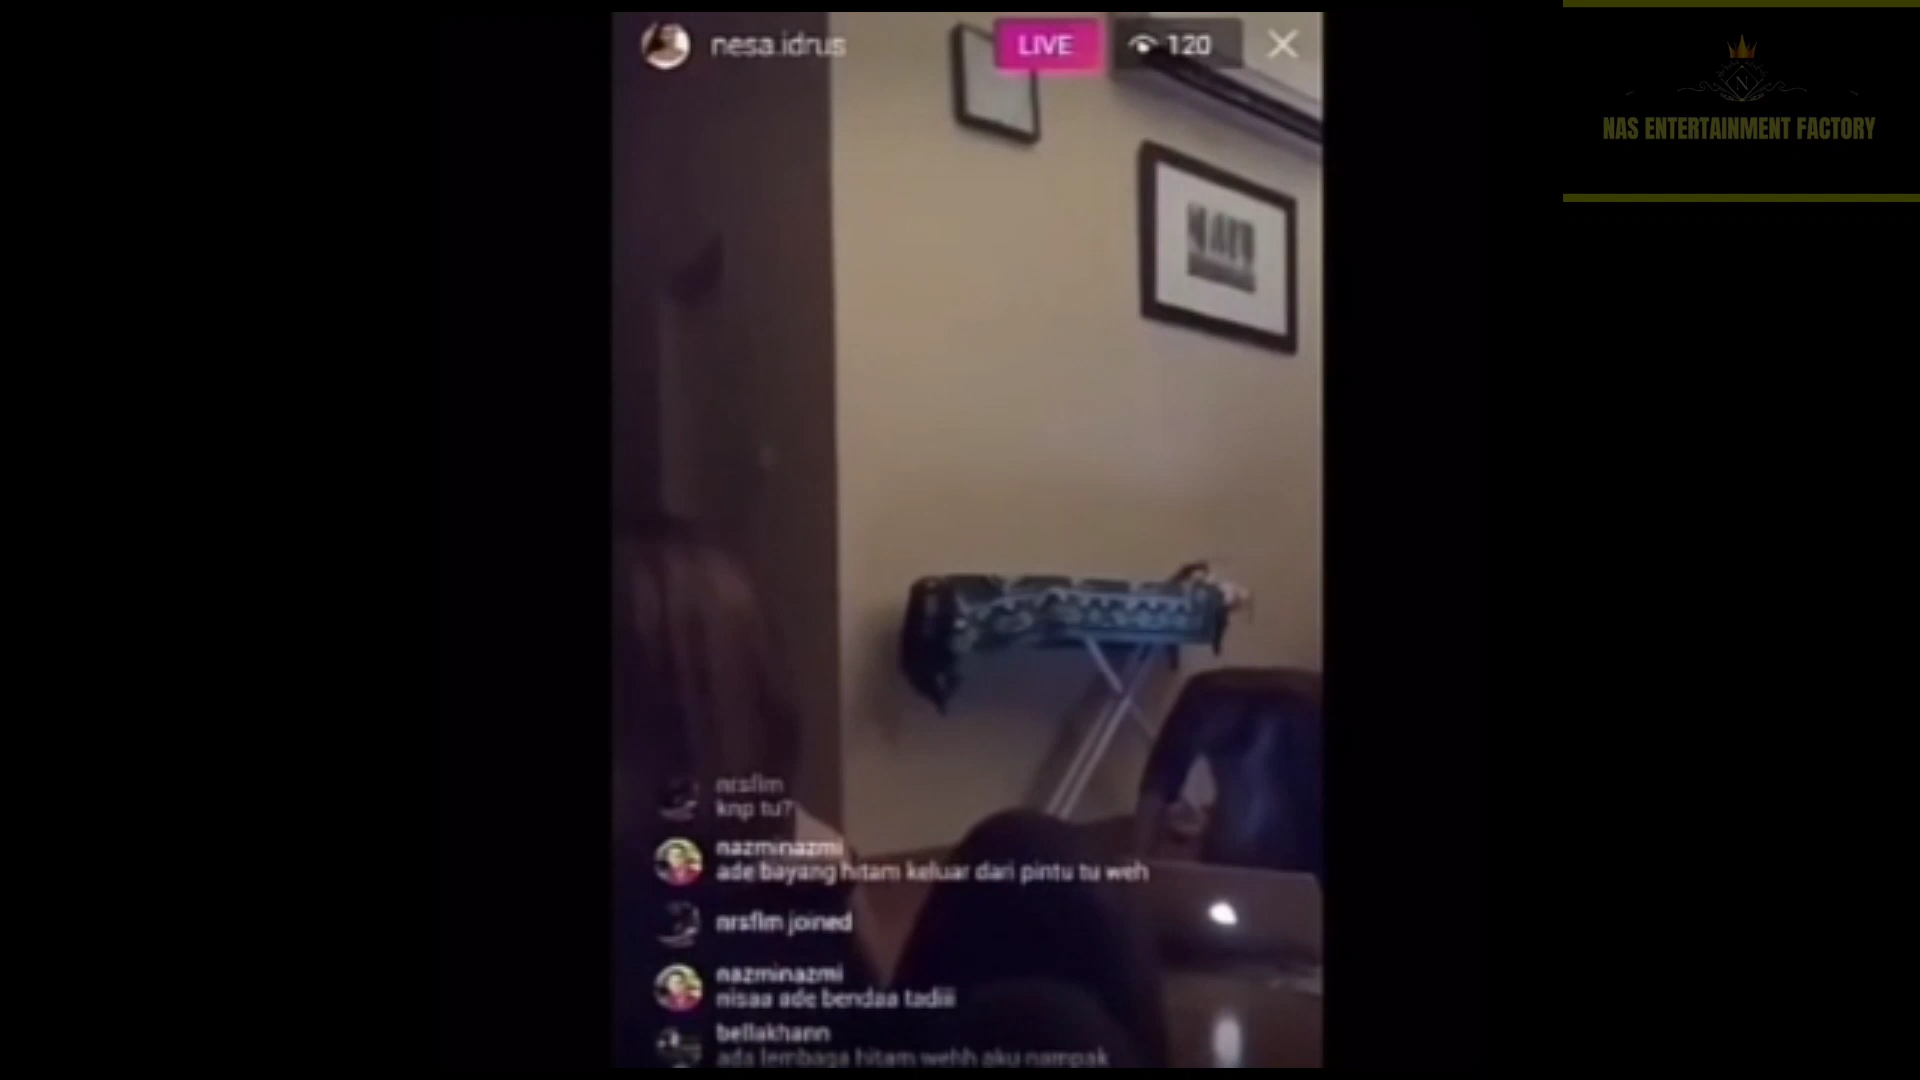 nesa.idrus
LIVE
120
N
NAS ENTERTAINMENT FACTORY
nrsflm
knp tu?
nazminazmi
ade bayang hitam keluar dari pintu tu weh
nrsflm joined
nazminazmi
nisaa ade bendaa tadiii
bellakhann
ada lembaga hitam wehh aku nampak